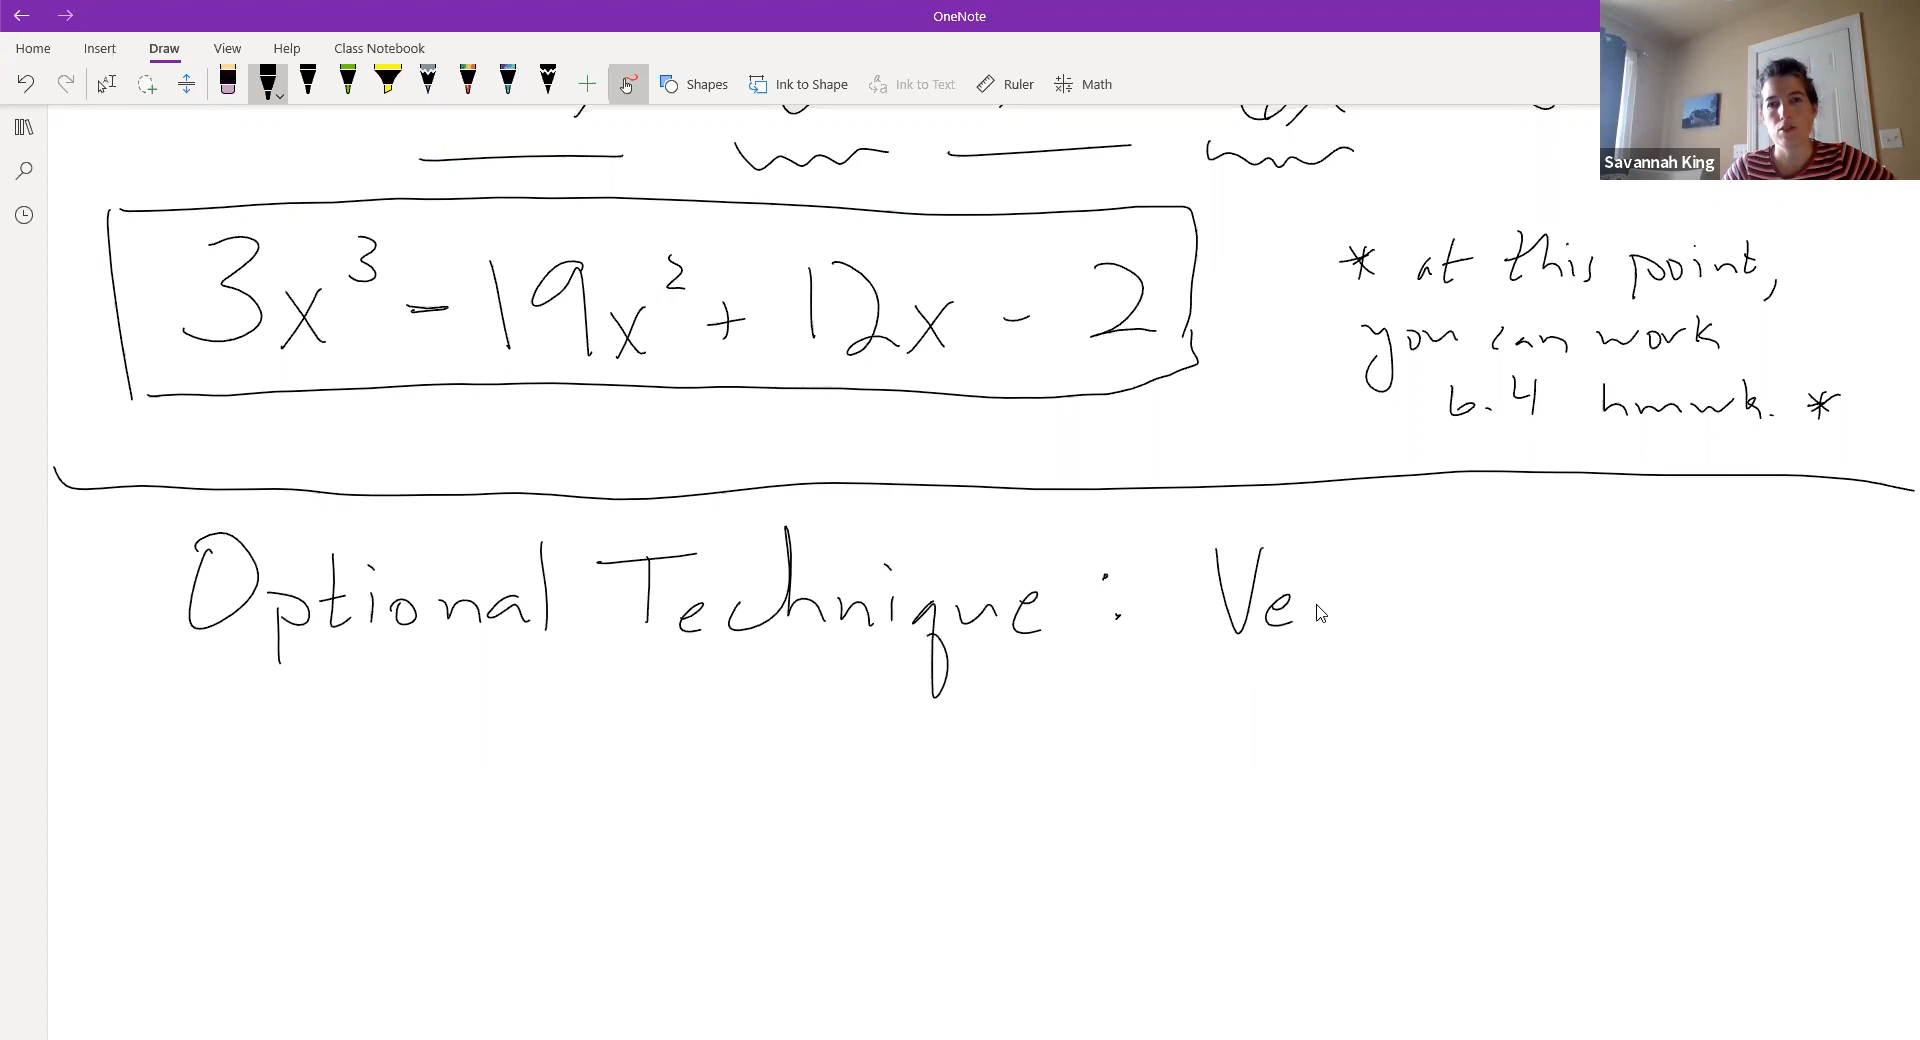 OneNote
Home Insert Draw View Help Class Notebook
Shapes Ink to Shape Ink to Text Ruler Math
Savannah King
3x³ - 19x² + 12x - 2
* at this point,
you can work
6.4 hmwk. *
Optional Technique : Ve